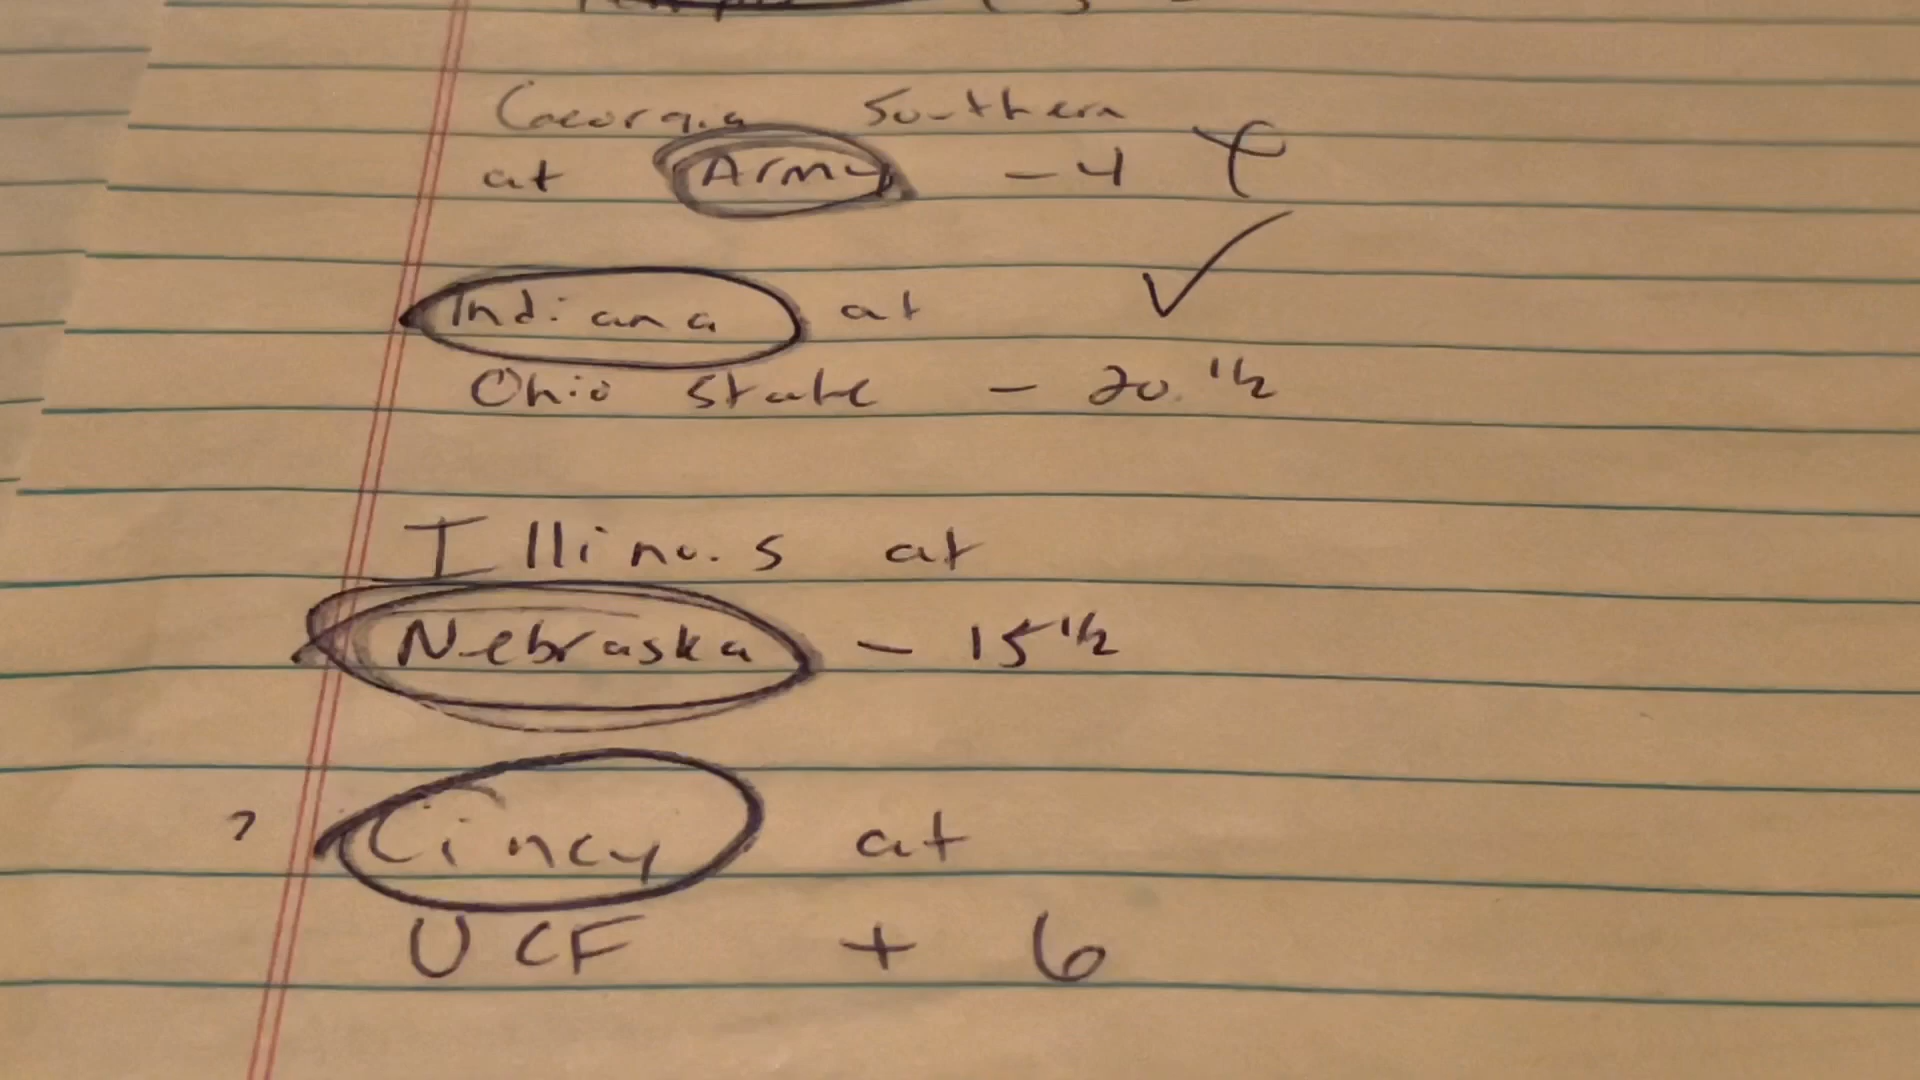 Georgia Southern
at Army - 4
Indiana at ✓
Ohio State - 20 1/2
Illinois at
Nebraska - 15 1/2
? Cincy at
UCF + 6